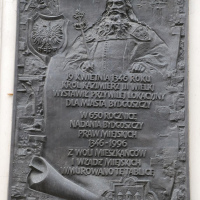 19 KWIETNIA 1346 ROKU
KRÓL KAZIMIERZ III WIELKI
WYSTAWIŁ PRZYWILEJ LOKACYJNY
DLA MIASTA BYDGOSZCZY
W 650 ROCZNICĘ
NADANIA BYDGOSZCZY
PRAW MIEJSKICH
1346-1996
Z WOLI MIESZKAŃCÓW
I WŁADZ MIEJSKICH
WMUROWANO TĘ TABLICĘ